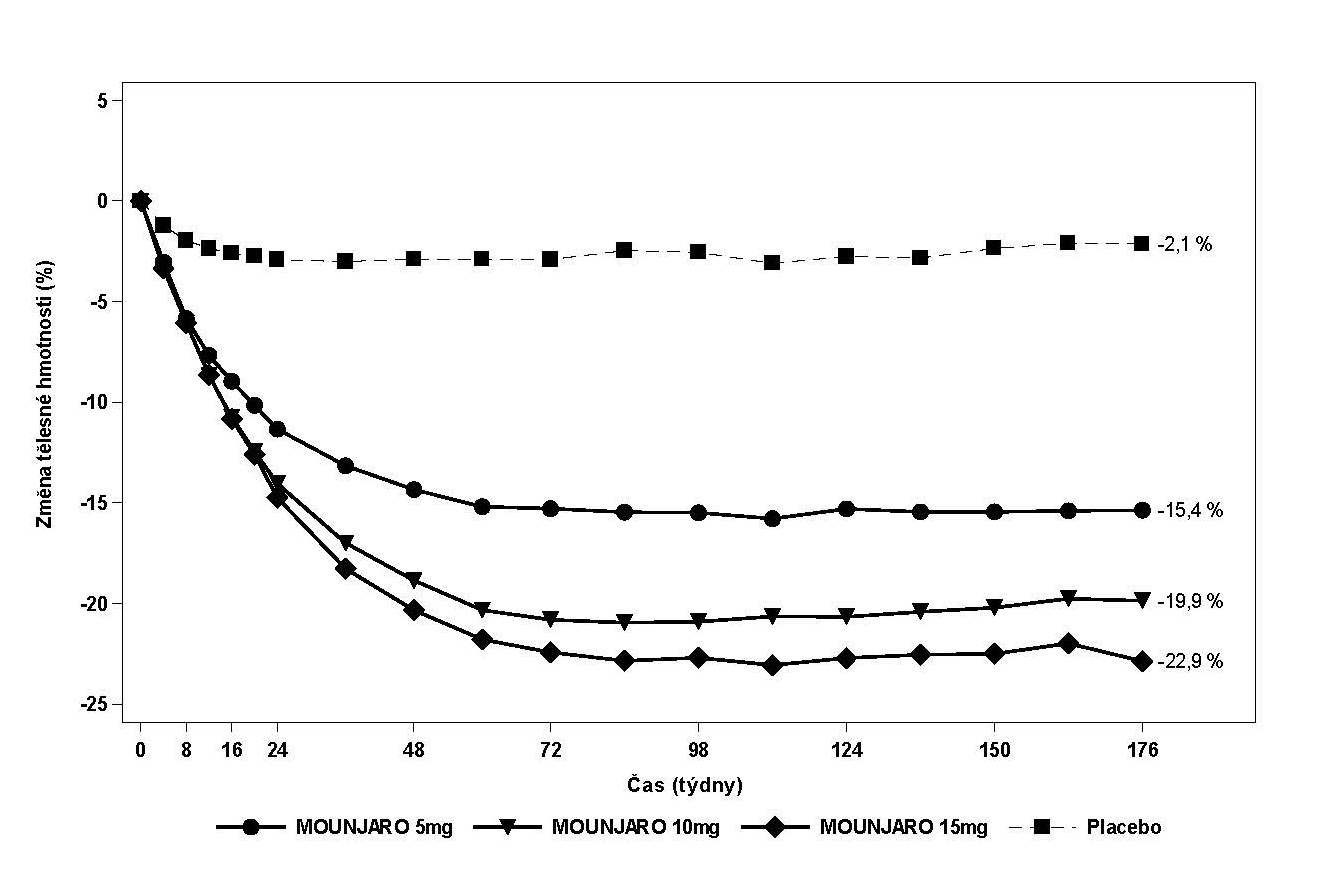 5
0
-5
-10
-15
-20
-25
Změna tělesné hmotnosti (%)
-2,1 %
-15,4 %
-19,9 %
-22,9 %
0 8 16 24 48 72 98 124 150 176
Čas (týdny)
MOUNJARO 5mg MOUNJARO 10mg MOUNJARO 15mg Placebo